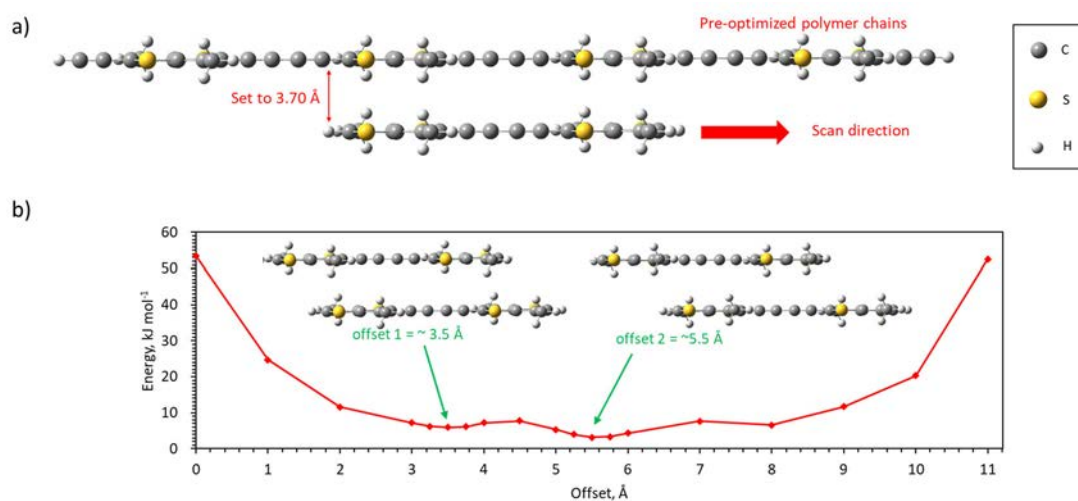 a)
Pre-optimized polymer chains
Set to 3.70 Å
Scan direction
C
S
H
b)
Energy, kJ mol-1
60
50
40
30
20
10
0
offset 1 = ~ 3.5 Å
offset 2 = ~5.5 Å
0 1 2 3 4 5 6 7 8 9 10 11
Offset, Å